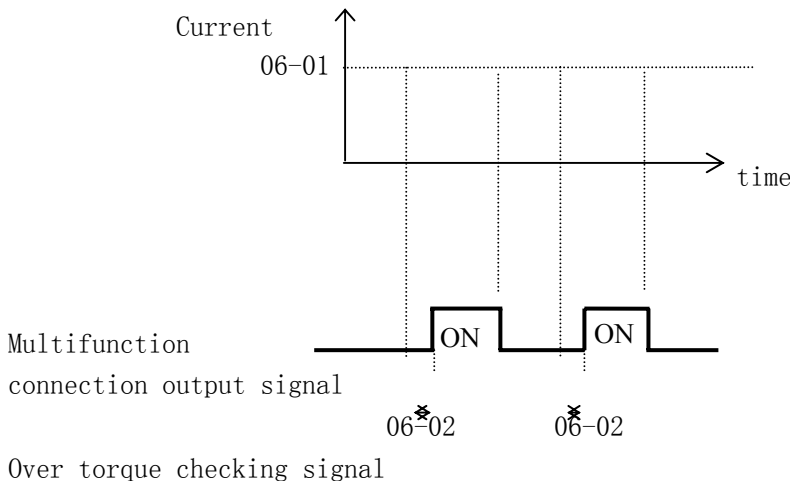 Current
06-01
time
ON
ON
Multifunction
connection output signal
06-02
06-02
Over torque checking signal